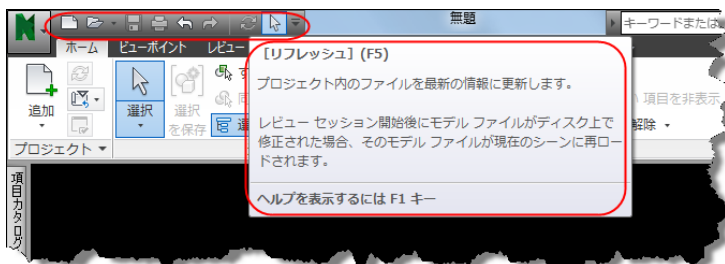 無題
キーワードまたは
ホーム ビューポイント レビュー
[リフレッシュ] (F5)
プロジェクト内のファイルを最新の情報に更新します。
レビュー セッション開始後にモデル ファイルがディスク上で
修正された場合、そのモデル ファイルが現在のシーンに再ロー
ドされます。
ヘルプを表示するには F1 キー
追加
選択
選択
を保存
す
同
選
項目を非表示
解除
プロジェクト
項目カタログ